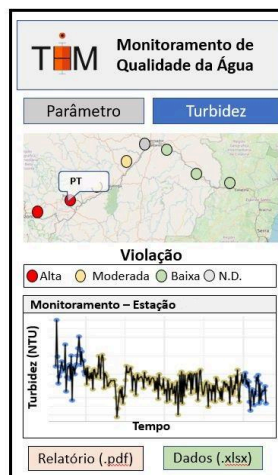 TIM
Monitoramento de
Qualidade da Água
Parâmetro
Turbidez
PT
Violação
Alta
Moderada
Baixa
N.D.
Monitoramento – Estação
Turbidez (NTU)
Tempo
Relatório (.pdf)
Dados (.xlsx)